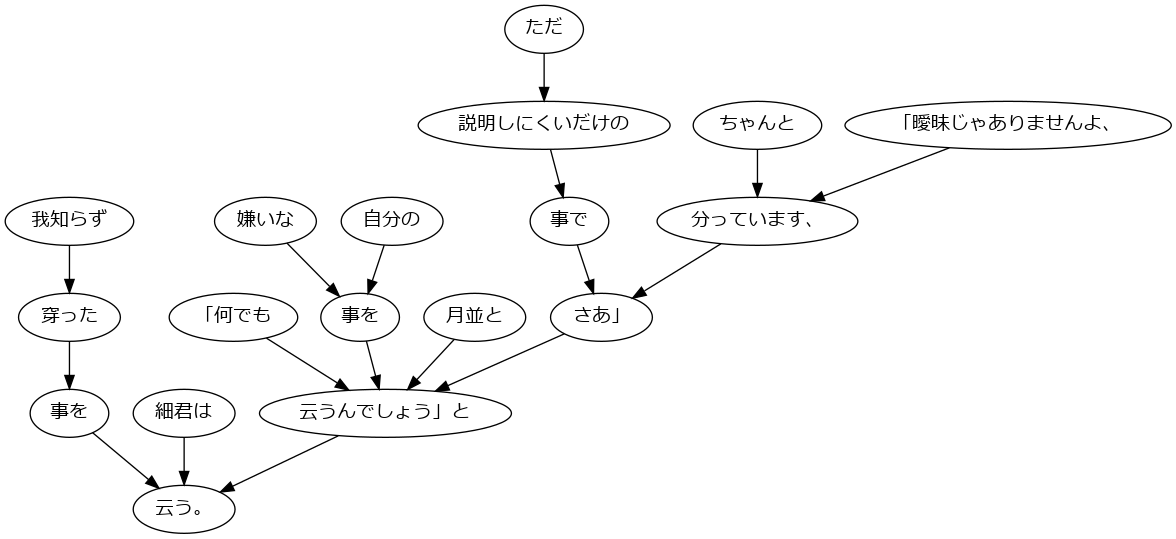 ただ
説明しにくいだけの
ちゃんと
「曖昧じゃありませんよ、
我知らず
嫌いな
自分の
事で
分っています、
穿った
「何でも
事を
月並と
さあ」
事を
細君は
云うんでしょう」と
云う。